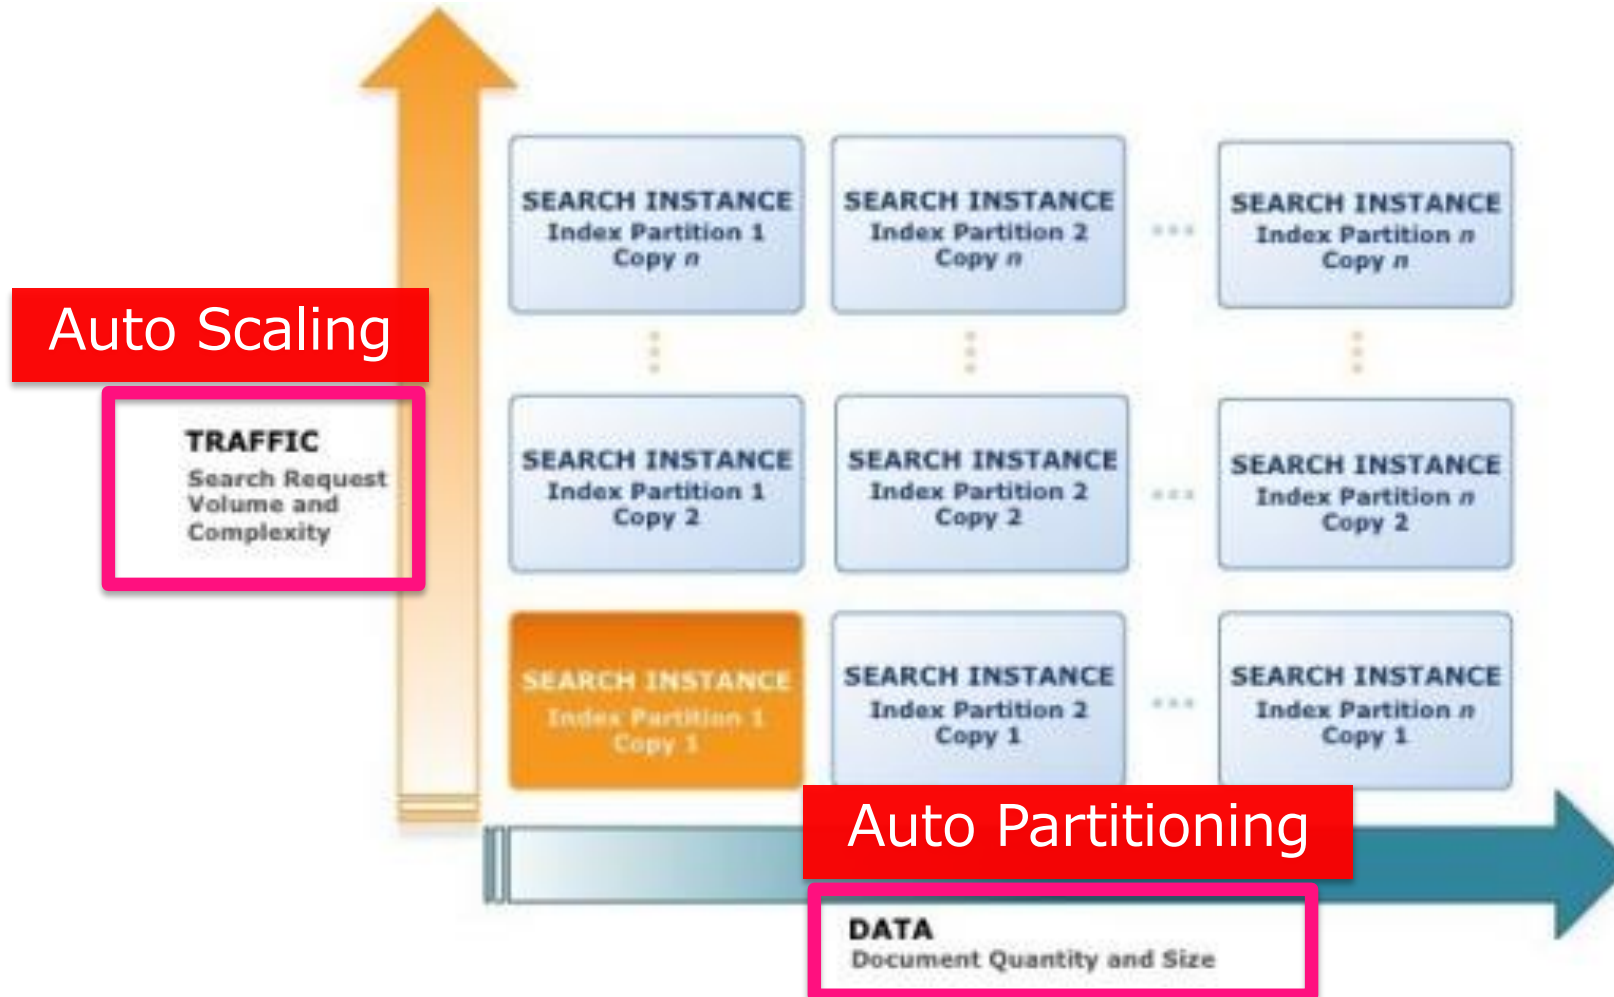 SEARCH INSTANCE
Index Partition 1
Copy n
SEARCH INSTANCE
Index Partition 2
Copy n
...
SEARCH INSTANCE
Index Partition n
Copy n
Auto Scaling
TRAFFIC
Search Request
Volume and
Complexity
SEARCH INSTANCE
Index Partition 1
Copy 2
SEARCH INSTANCE
Index Partition 2
Copy 2
...
SEARCH INSTANCE
Index Partition n
Copy 2
SEARCH INSTANCE
Index Partition 1
Copy 1
SEARCH INSTANCE
Index Partition 2
Copy 1
...
SEARCH INSTANCE
Index Partition n
Copy 1
Auto Partitioning
DATA
Document Quantity and Size